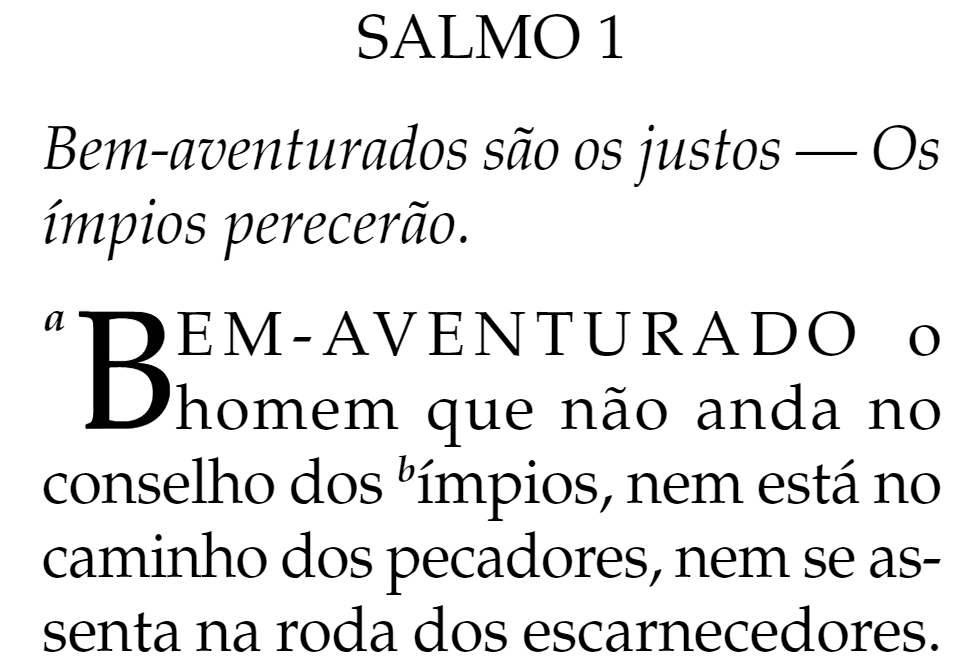 SALMO 1
Bem-aventurados são os justos — Os
ímpios perecerão.
a BEM-AVENTURADO o
homem que não anda no
conselho dos bímpios, nem está no
caminho dos pecadores, nem se as-
senta na roda dos escarnecedores.